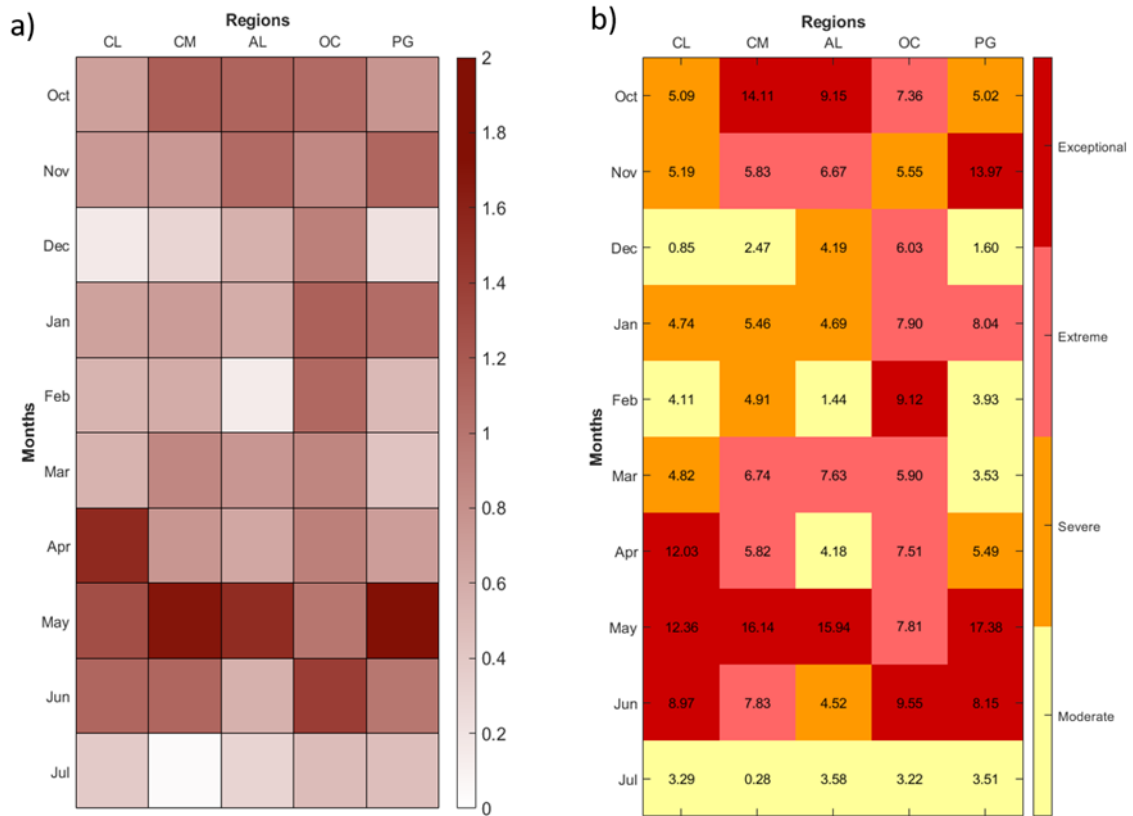 a)
Regions
CL CM AL OC PG
Months
Oct
Nov
Dec
Jan
Feb
Mar
Apr
May
Jun
Jul
2
1.8
1.6
1.4
1.2
1
0.8
0.6
0.4
0.2
0
b)
Regions
CL CM AL OC PG
Months
Oct 5.09 14.11 9.15 7.36 5.02
Nov 5.19 5.83 6.67 5.55 13.97
Dec 0.85 2.47 4.19 6.03 1.60
Jan 4.74 5.46 4.69 7.90 8.04
Feb 4.11 4.91 1.44 9.12 3.93
Mar 4.82 6.74 7.63 5.90 3.53
Apr 12.03 5.82 4.18 7.51 5.49
May 12.36 16.14 15.94 7.81 17.38
Jun 8.97 7.83 4.52 9.55 8.15
Jul 3.29 0.28 3.58 3.22 3.51
Exceptional
Extreme
Severe
Moderate